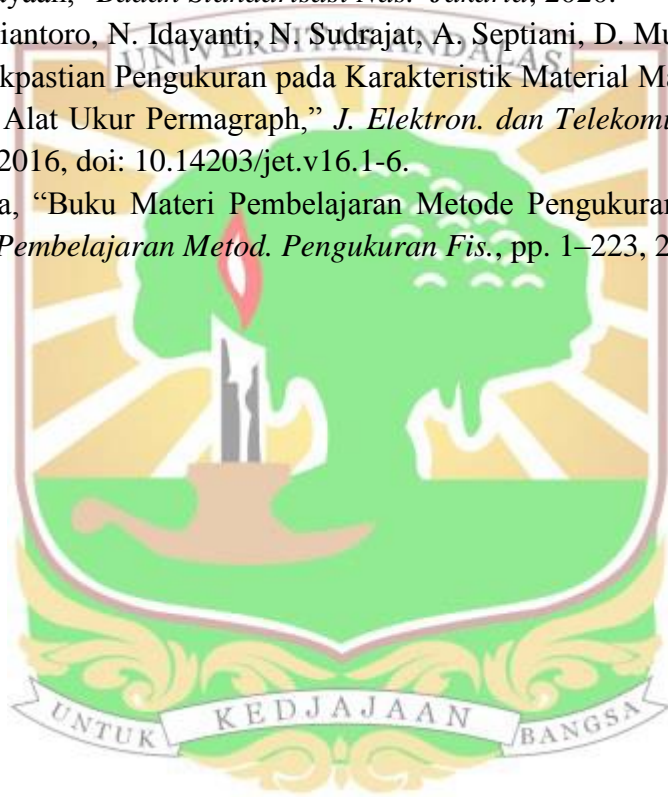 Badan Standarisasi Nas. Jakarta, 2020.
iantoro, N. Idayanti, N. Sudrajat, A. Septiani, D. Mu
UNIVERSITAS ANDALAS
kpastian Pengukuran pada Karakteristik Material Ma
Alat Ukur Permagraph,” J. Elektron. dan Telekomu
2016, doi: 10.14203/jet.v16.1-6.
a, “Buku Materi Pembelajaran Metode Pengukuran
Pembelajaran Metod. Pengukuran Fis., pp. 1–223, 2
UNTUK KEDJAJAAN BANGSA